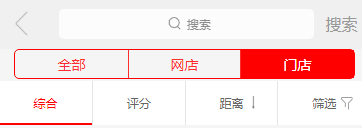 搜索 搜索
全部 网店 门店
综合 评分 距离 ↓ 筛选